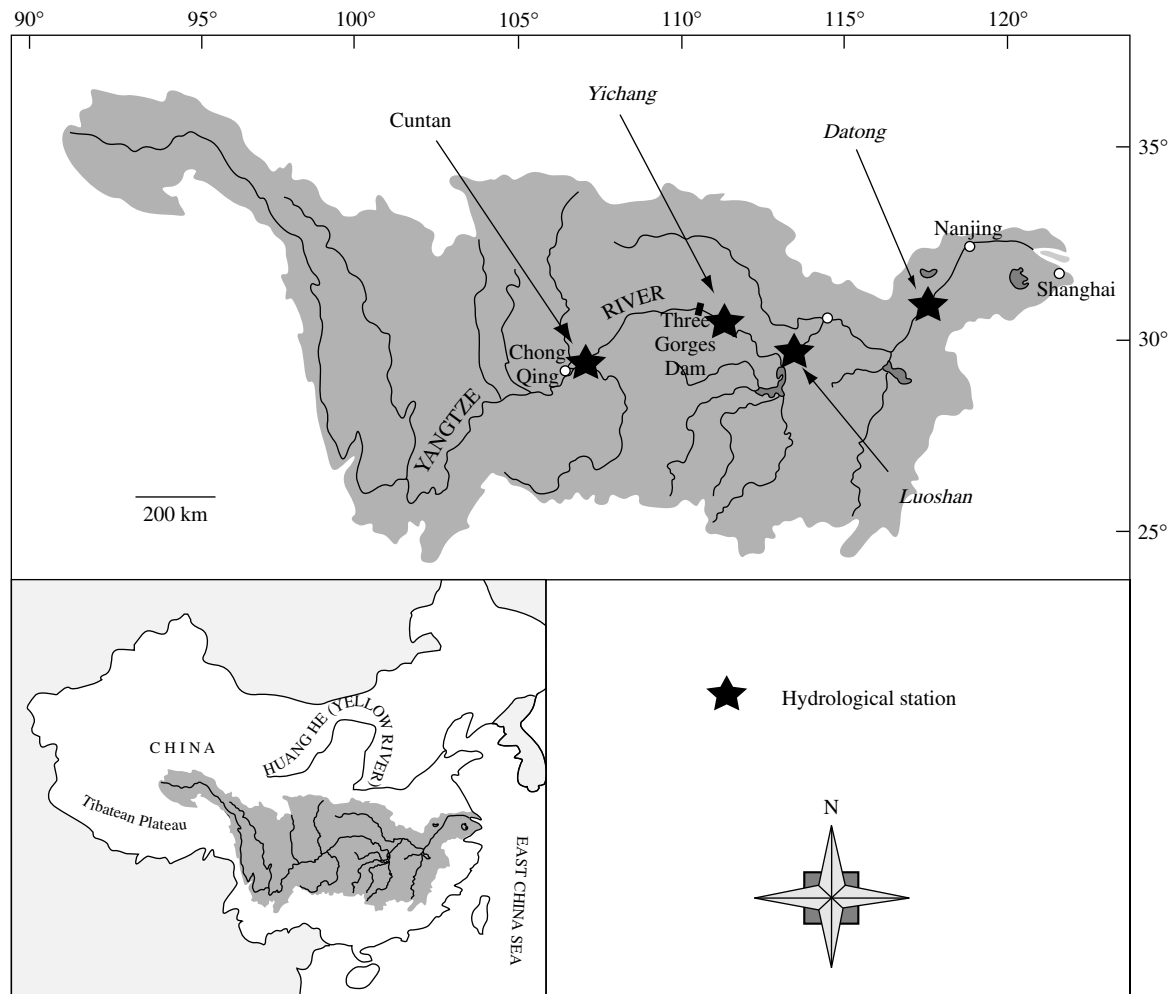 90° 95° 100° 105° 110° 115° 120°
Yichang
Cuntan
Datong
35°
Nanjing
Shanghai
RIVER
Three
Gorges
Dam
30°
Chong
Qing
YANGTZE
Luoshan
200 km
25°
HUANG HE (YELLOW RIVER)
CHINA
Tibatean Plateau
EAST CHINA SEA
Hydrological station
N